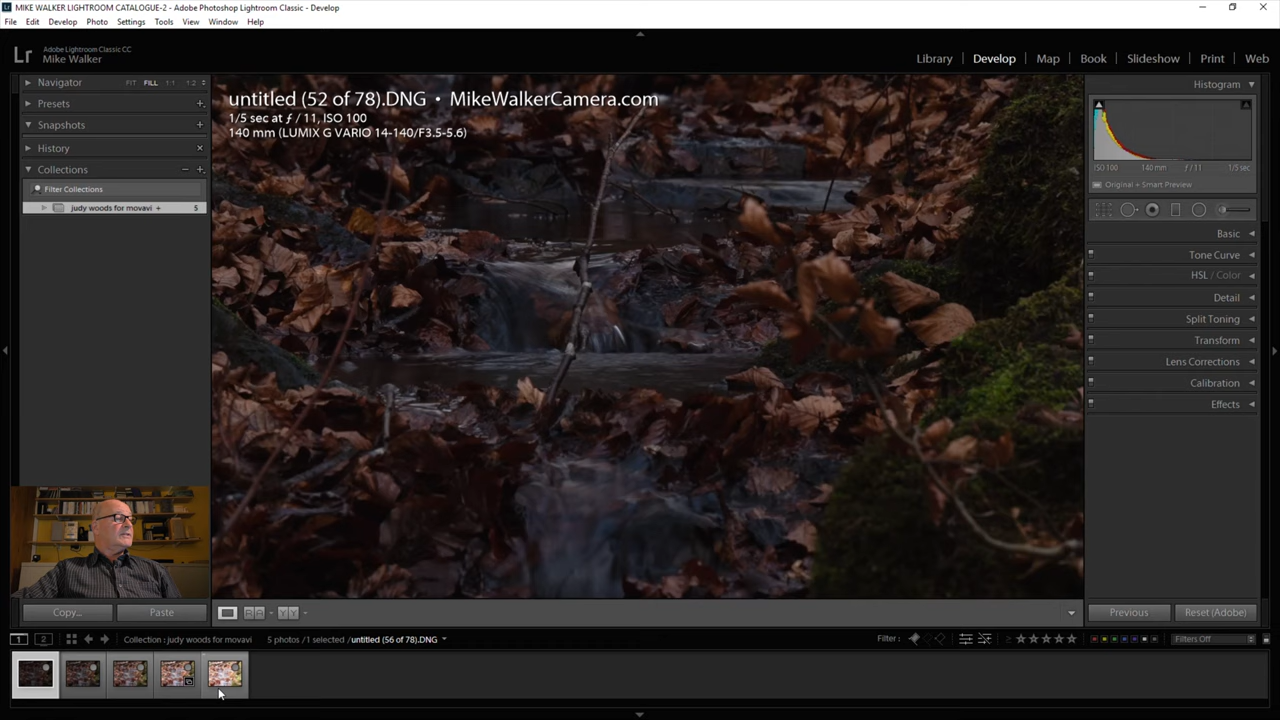 MIKE WALKER LIGHTROOM CATALOGUE-2 - Adobe Photoshop Lightroom Classic - Develop
File Edit Develop Photo Settings Tools View Window Help
Lr Adobe Lightroom Classic CC
Mike Walker
Library | Develop | Map | Book | Slideshow | Print | Web
Navigator FIT FILL 1:1 1:2
Presets
Snapshots
History
Collections
Filter Collections
judy woods for movavi + 5
untitled (52 of 78).DNG • MikeWalkerCamera.com
1/5 sec at ƒ / 11, ISO 100
140 mm (LUMIX G VARIO 14-140/F3.5-5.6)
Histogram
ISO 100 140 mm ƒ / 11 1/5 sec
Original + Smart Preview
Basic
Tone Curve
HSL / Color
Detail
Split Toning
Transform
Lens Corrections
Calibration
Effects
Copy... Paste
Previous Reset (Adobe)
1 2 Collection : judy woods for movavi 5 photos /1 selected /untitled (56 of 78).DNG Filter : Filters Off